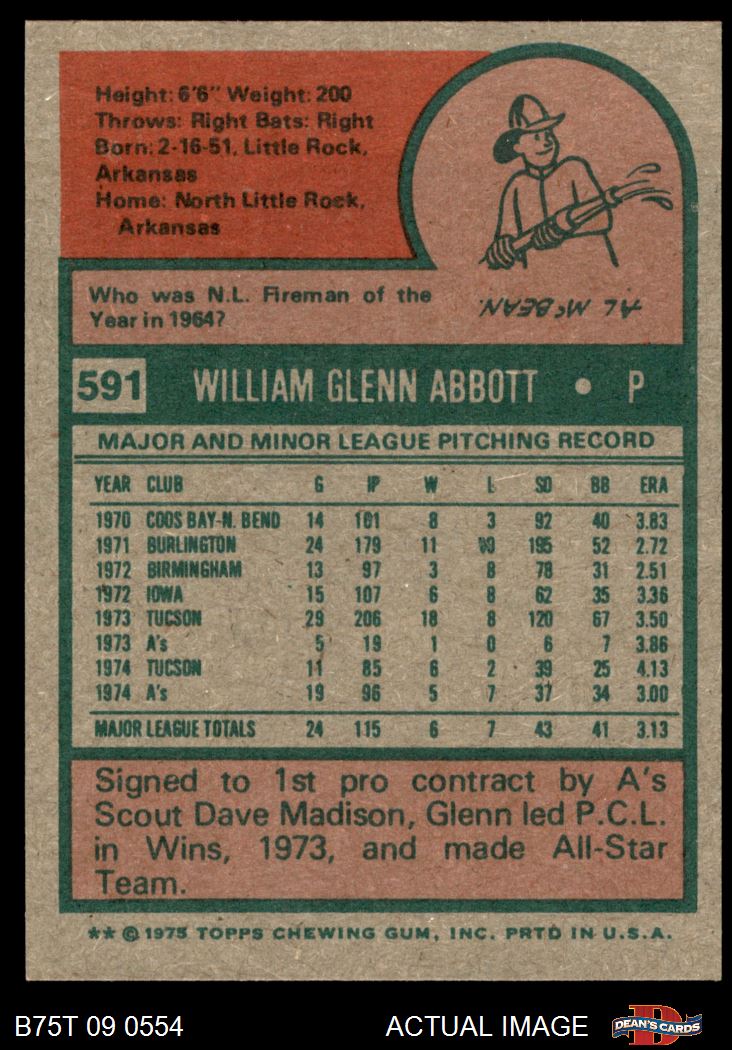 Height: 6'6" Weight: 200
Throws: Right Bats: Right
Born: 2-16-51, Little Rock,
Arkansas
Home: North Little Rock,
Arkansas
Who was N.L. Fireman of the
Year in 1964?
AL McBEAN.
591 WILLIAM GLENN ABBOTT • P
MAJOR AND MINOR LEAGUE PITCHING RECORD
YEAR CLUB G IP W L SO BB ERA
1970 COOS BAY-N. BEND 14 101 8 3 92 40 3.83
1971 BURLINGTON 24 179 11 10 195 52 2.72
1972 BIRMINGHAM 13 97 3 8 78 31 2.51
1972 IOWA 15 107 6 8 62 35 3.36
1973 TUCSON 29 206 18 8 120 67 3.50
1973 A's 5 19 1 0 6 7 3.86
1974 TUCSON 11 85 6 2 39 25 4.13
1974 A's 19 96 5 7 37 34 3.00
MAJOR LEAGUE TOTALS 24 115 6 7 43 41 3.13
Signed to 1st pro contract by A's
Scout Dave Madison, Glenn led P.C.L.
in Wins, 1973, and made All-Star
Team.
** © 1975 TOPPS CHEWING GUM, INC. PRTD IN U.S.A.
B75T 09 0554 ACTUAL IMAGE DEAN'S CARDS